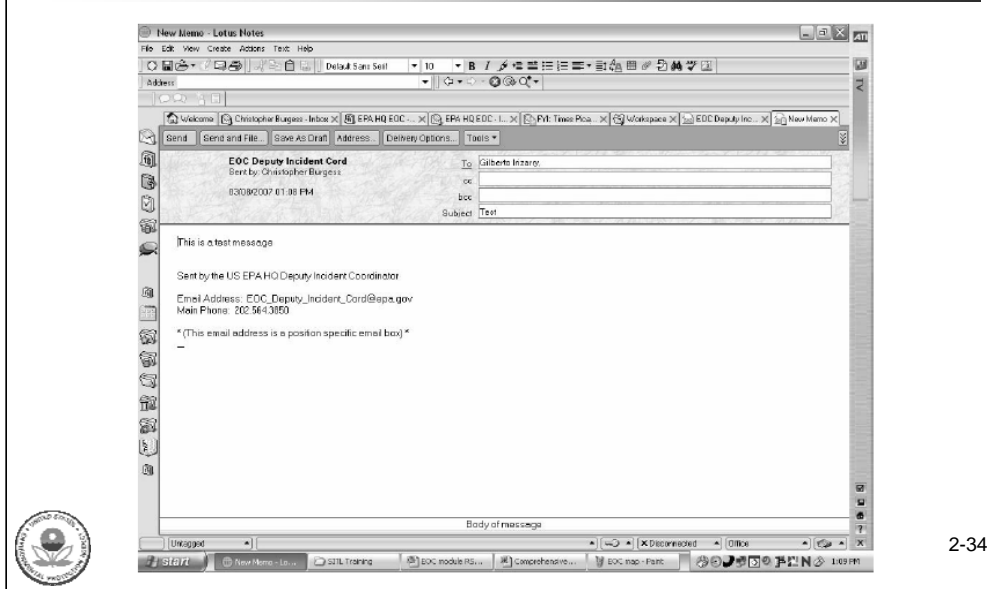 New Memo - Lotus Notes
File Edit View Create Actions Text Help
Default Sans Serif 10 B I
Address
Welcome Christopher Burgess - Inbox EPA HQ EOC -... EPA HQ EOC - I... Workspace EOC Deputy Inc... New Memo
Send Send and File... Save As Draft Address... Delivery Options... Tools
EOC Deputy Incident Cord
Sent by: Christopher Burgess
03/08/2007 01:08 PM
To Gilberto Irizarry,
cc
bcc
Subject Test
This is a test message
Sent by the US EPA HQ Deputy Incident Coordinator
Email Address: EOC_Deputy_Incident_Cord@epa.gov
Main Phone: 202.564.3850
* (This email address is a position specific email box) *
Body of message
Untagged Disconnected Office
start New Memo - Lo... SITL Training EOC module RS... Comprehensive... EOC map - Paint 1:09 PM
ATI
TV
2-34
UNITED STATES